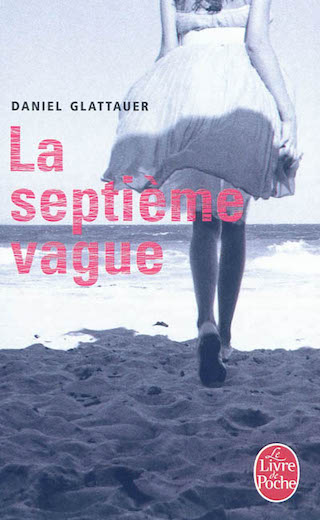 DANIEL GLATTAUER
La
septième
vague
Le
Livre
de
Poche